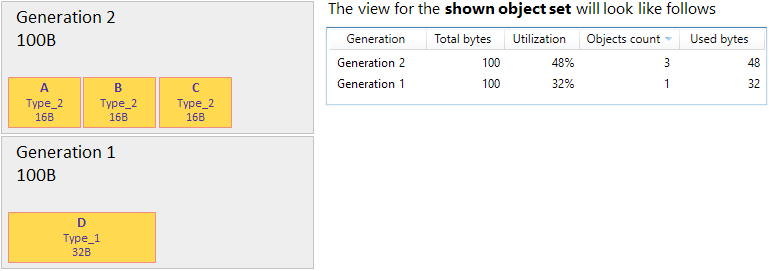 Generation 2
100B
A
Type_2
16B
B
Type_2
16B
C
Type_2
16B
Generation 1
100B
D
Type_1
32B
The view for the shown object set will look like follows
Generation Total bytes Utilization Objects count Used bytes
Generation 2 100 48% 3 48
Generation 1 100 32% 1 32